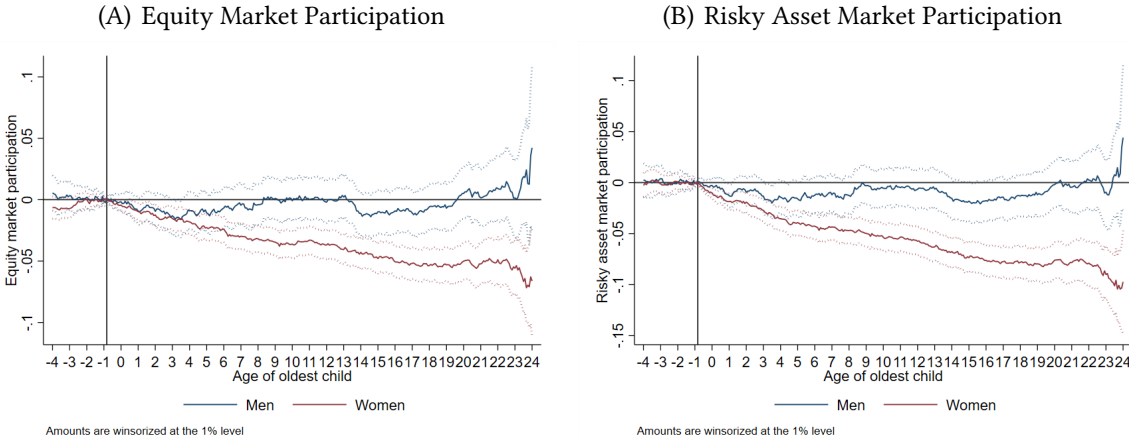 (A) Equity Market Participation
Equity market participation
.1
.05
0
-.05
-.1
-4 -3 -2 -1 0 1 2 3 4 5 6 7 8 9 10 11 12 13 14 15 16 17 18 19 20 21 22 23 24
Age of oldest child
Men Women
Amounts are winsorized at the 1% level
(B) Risky Asset Market Participation
Risky asset market participation
.1
.05
0
-.05
-.1
-.15
-4 -3 -2 -1 0 1 2 3 4 5 6 7 8 9 10 11 12 13 14 15 16 17 18 19 20 21 22 23 24
Age of oldest child
Men Women
Amounts are winsorized at the 1% level